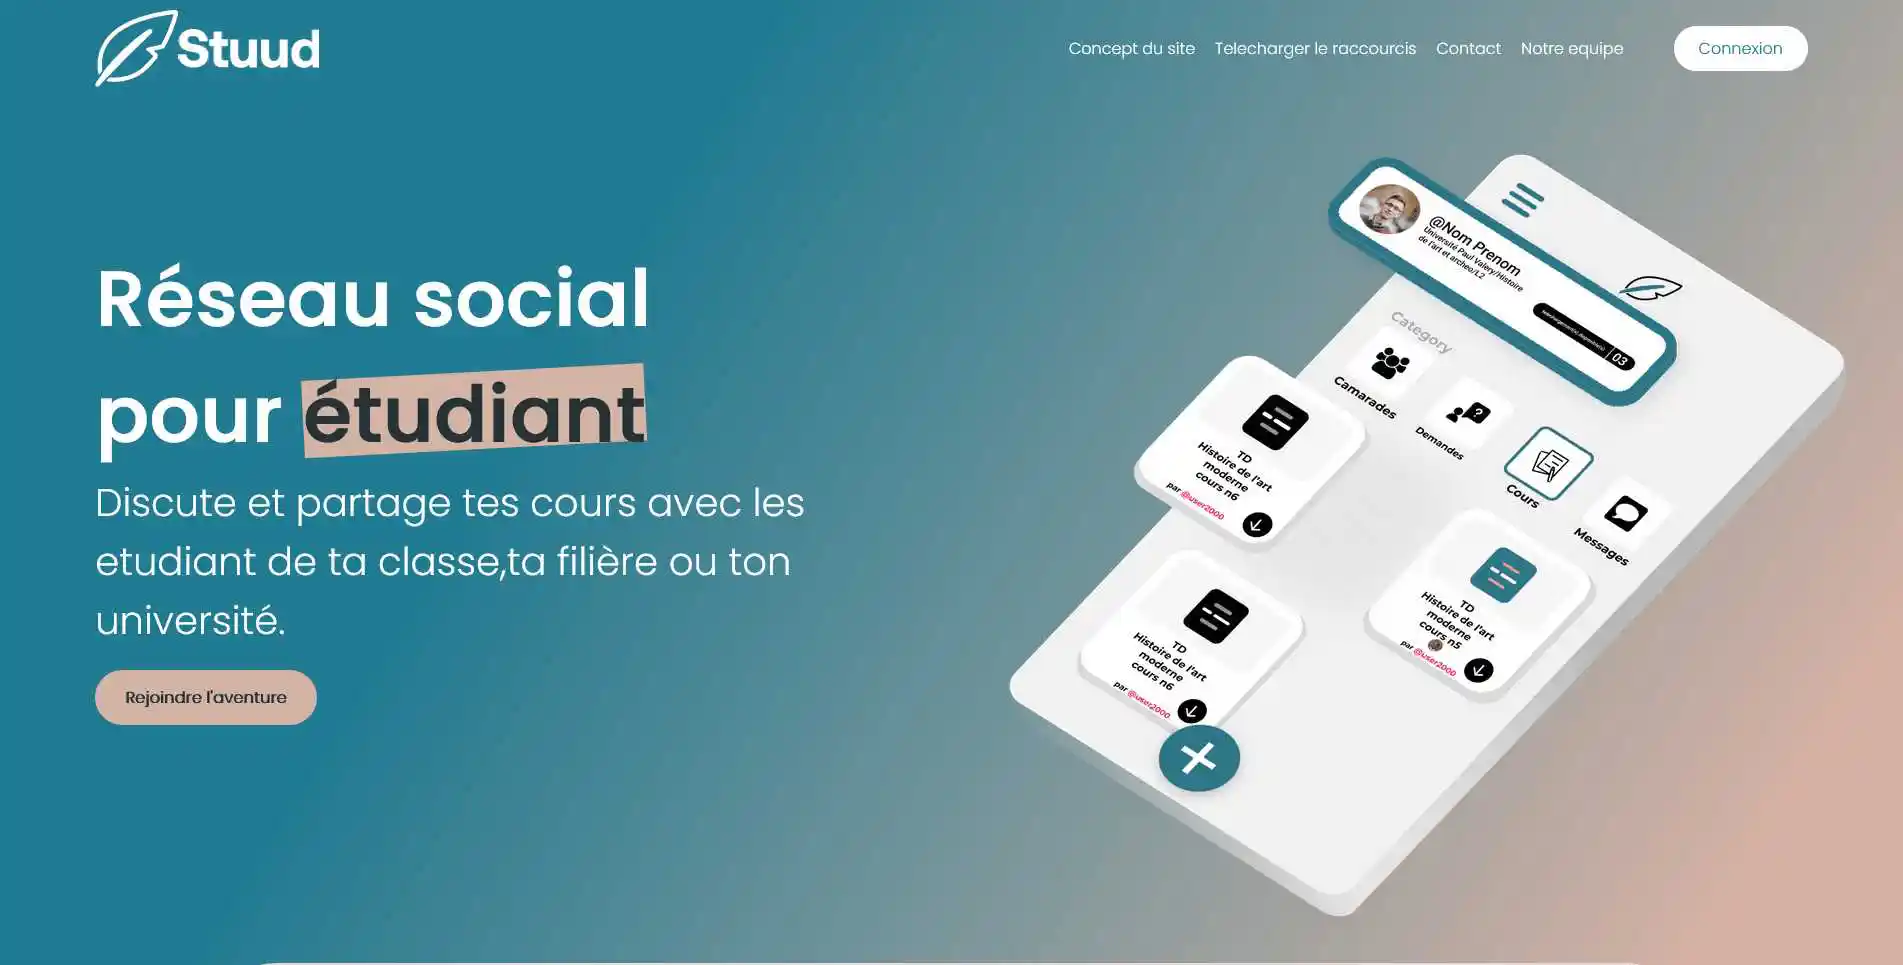 Stuud
Concept du site
Telecharger le raccourcis
Contact
Notre equipe
Connexion
Réseau social
pour étudiant
Discute et partage tes cours avec les
etudiant de ta classe,ta filière ou ton
université.
Rejoindre l'aventure
@Nom Prenom
Université Paul Valery/Histoire
de l'art et archeo/L2
03
Category
Camarades
Demandes
Cours
Messages
TD
Histoire de l'art
moderne
cours n6
par @user2000
TD
Histoire de l'art
moderne
cours n5
par @user2000
TD
Histoire de l'art
moderne
cours n6
par @user2000